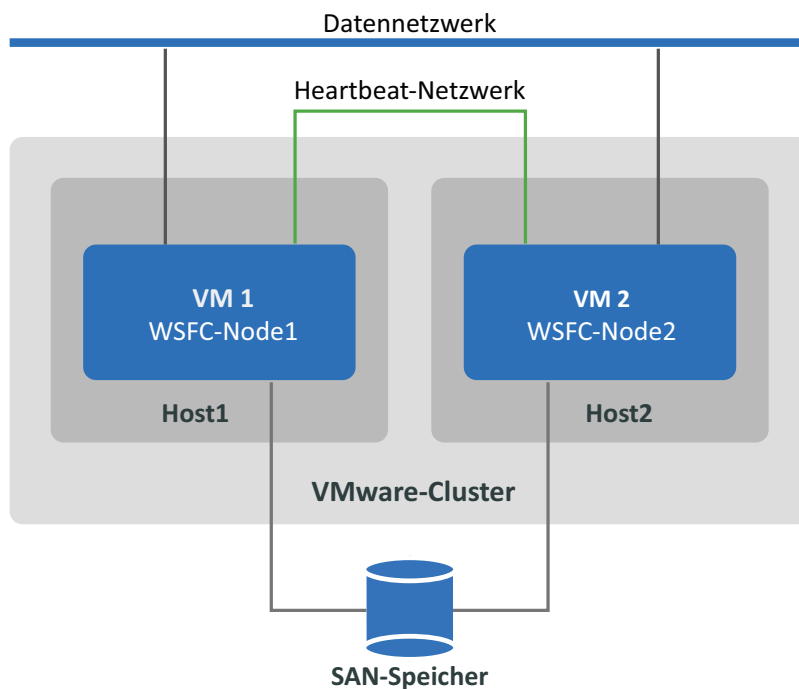 Datennetzwerk
Heartbeat-Netzwerk
VM 1
WSFC-Node1
VM 2
WSFC-Node2
Host1
Host2
VMware-Cluster
SAN-Speicher